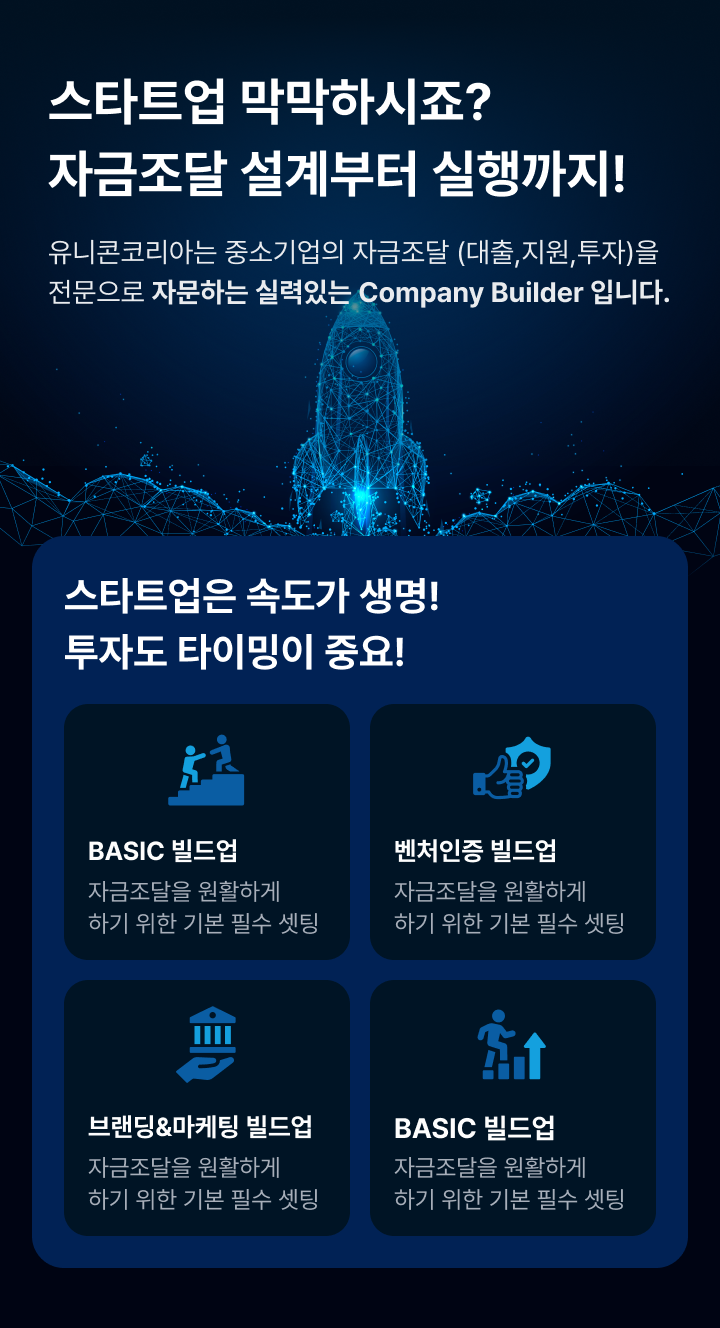 스타트업 막막하시죠?
자금조달 설계부터 실행까지!
유니콘코리아는 중소기업의 자금조달 (대출,지원,투자)을
전문으로 자문하는 실력있는 Company Builder 입니다.
스타트업은 속도가 생명!
투자도 타이밍이 중요!
BASIC 빌드업
자금조달을 원활하게
하기 위한 기본 필수 셋팅
벤처인증 빌드업
자금조달을 원활하게
하기 위한 기본 필수 셋팅
브랜딩&마케팅 빌드업
자금조달을 원활하게
하기 위한 기본 필수 셋팅
BASIC 빌드업
자금조달을 원활하게
하기 위한 기본 필수 셋팅